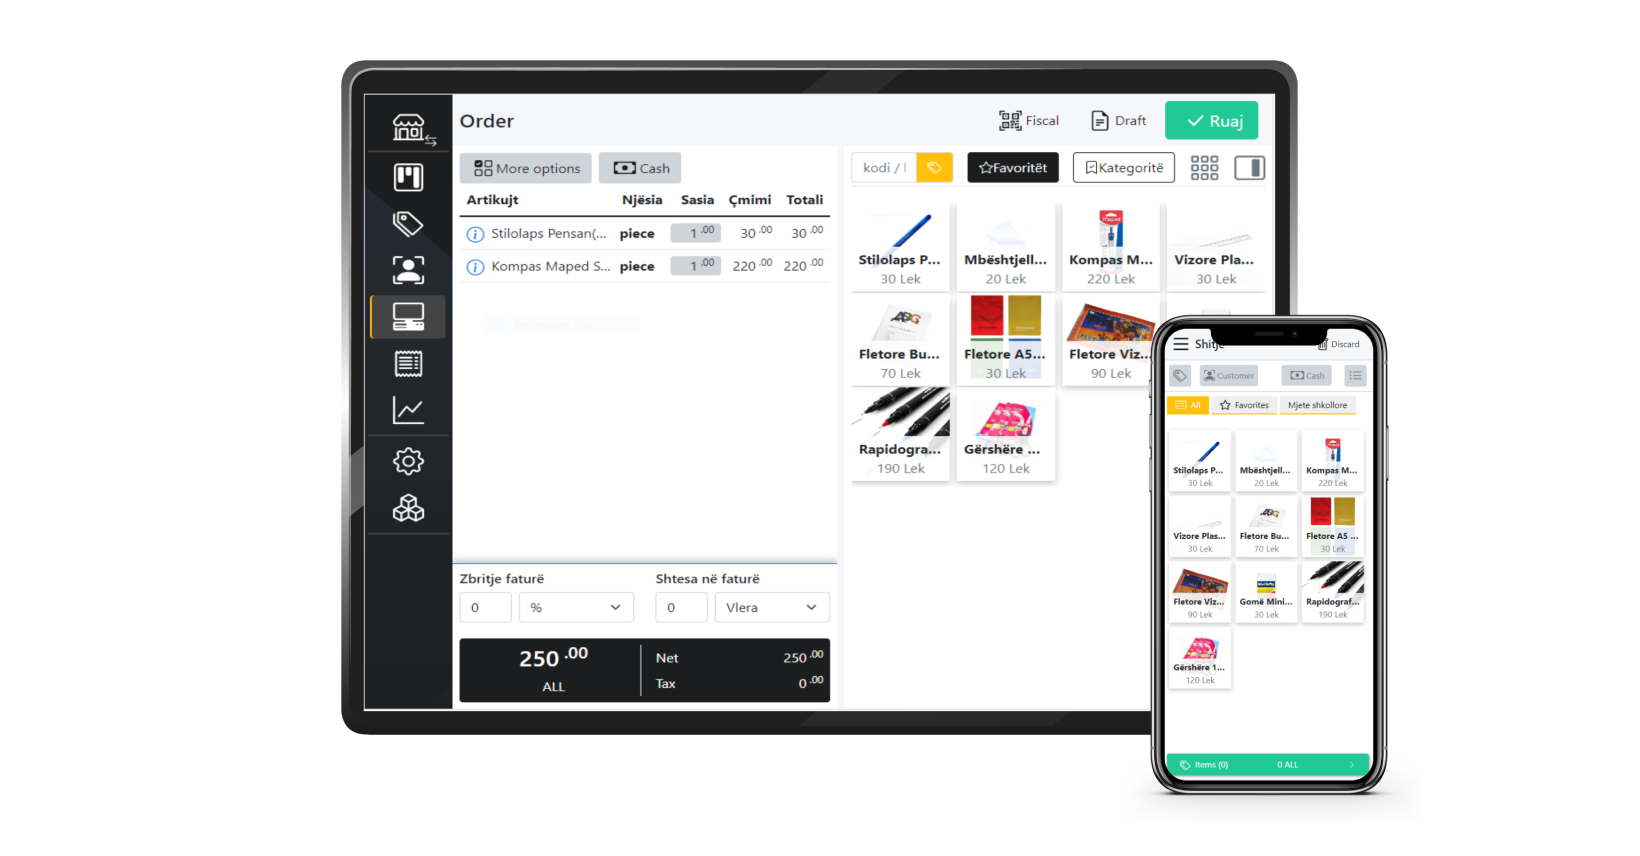 Order
Fiscal
Draft
Ruaj
More options
Cash
kodi /
Favoritët
Kategoritë
Artikujt Njësia Sasia Çmimi Totali
Stilolaps Pensan(... piece 1 .00 30 .00 30 .00
Kompas Maped S... piece 1 .00 220 .00 220 .00
Stilolaps P... Mbështjell... Kompas M... Vizore Pla...
30 Lek 20 Lek 220 Lek 30 Lek
ABG
Fletore Bu... Fletore A5... Fletore Viz...
70 Lek 30 Lek 90 Lek
Rapidogra... Gërshëre ...
190 Lek 120 Lek
Zbritje faturë Shtesa në faturë
0 % 0 Vlera
250 .00
ALL
Net 250 .00
Tax 0 .00
Shitje
Discard
Customer
Cash
All Favorites Mjete shkollore
Stilolaps P... Mbështjell... Kompas M...
30 Lek 20 Lek 220 Lek
Vizore Plas... Fletore Bu... Fletore A5 ...
30 Lek 70 Lek 30 Lek
Fletore Viz... Gomë Mini... Rapidograf...
90 Lek 30 Lek 190 Lek
Gërshëre 1...
120 Lek
Items (0) 0 ALL